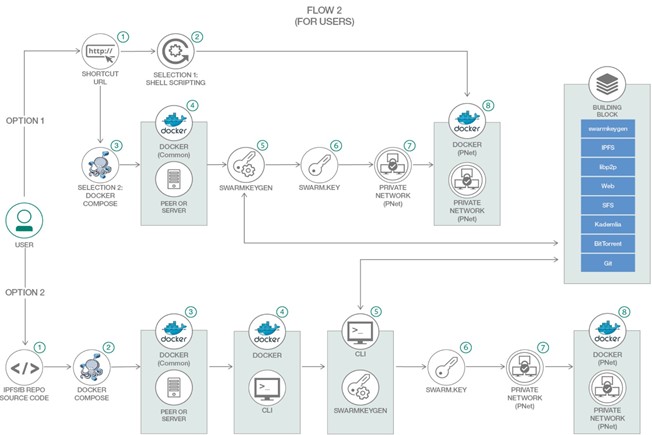 FLOW 2
(FOR USERS)
OPTION 1
1
http://
SHORTCUT
URL
2
SELECTION 1:
SHELL SCRIPTING
3
SELECTION 2:
DOCKER
COMPOSE
4
docker
DOCKER
(Common)
PEER OR
SERVER
5
SWARMKEYGEN
6
SWARM.KEY
7
PRIVATE
NETWORK
(PNet)
8
docker
DOCKER
(PNet)
PRIVATE
NETWORK
(PNet)
BUILDING
BLOCK
swarmkeygen
IPFS
libp2p
Web
SFS
Kademlia
BitTorrent
Git
USER
OPTION 2
1
</>
IPFSEB REPO
SOURCE CODE
2
DOCKER
COMPOSE
3
docker
DOCKER
(Common)
PEER OR
SERVER
4
docker
DOCKER
>_
CLI
5
>_
CLI
SWARMKEYGEN
6
SWARM.KEY
7
PRIVATE
NETWORK
(PNet)
8
docker
DOCKER
(PNet)
PRIVATE
NETWORK
(PNet)